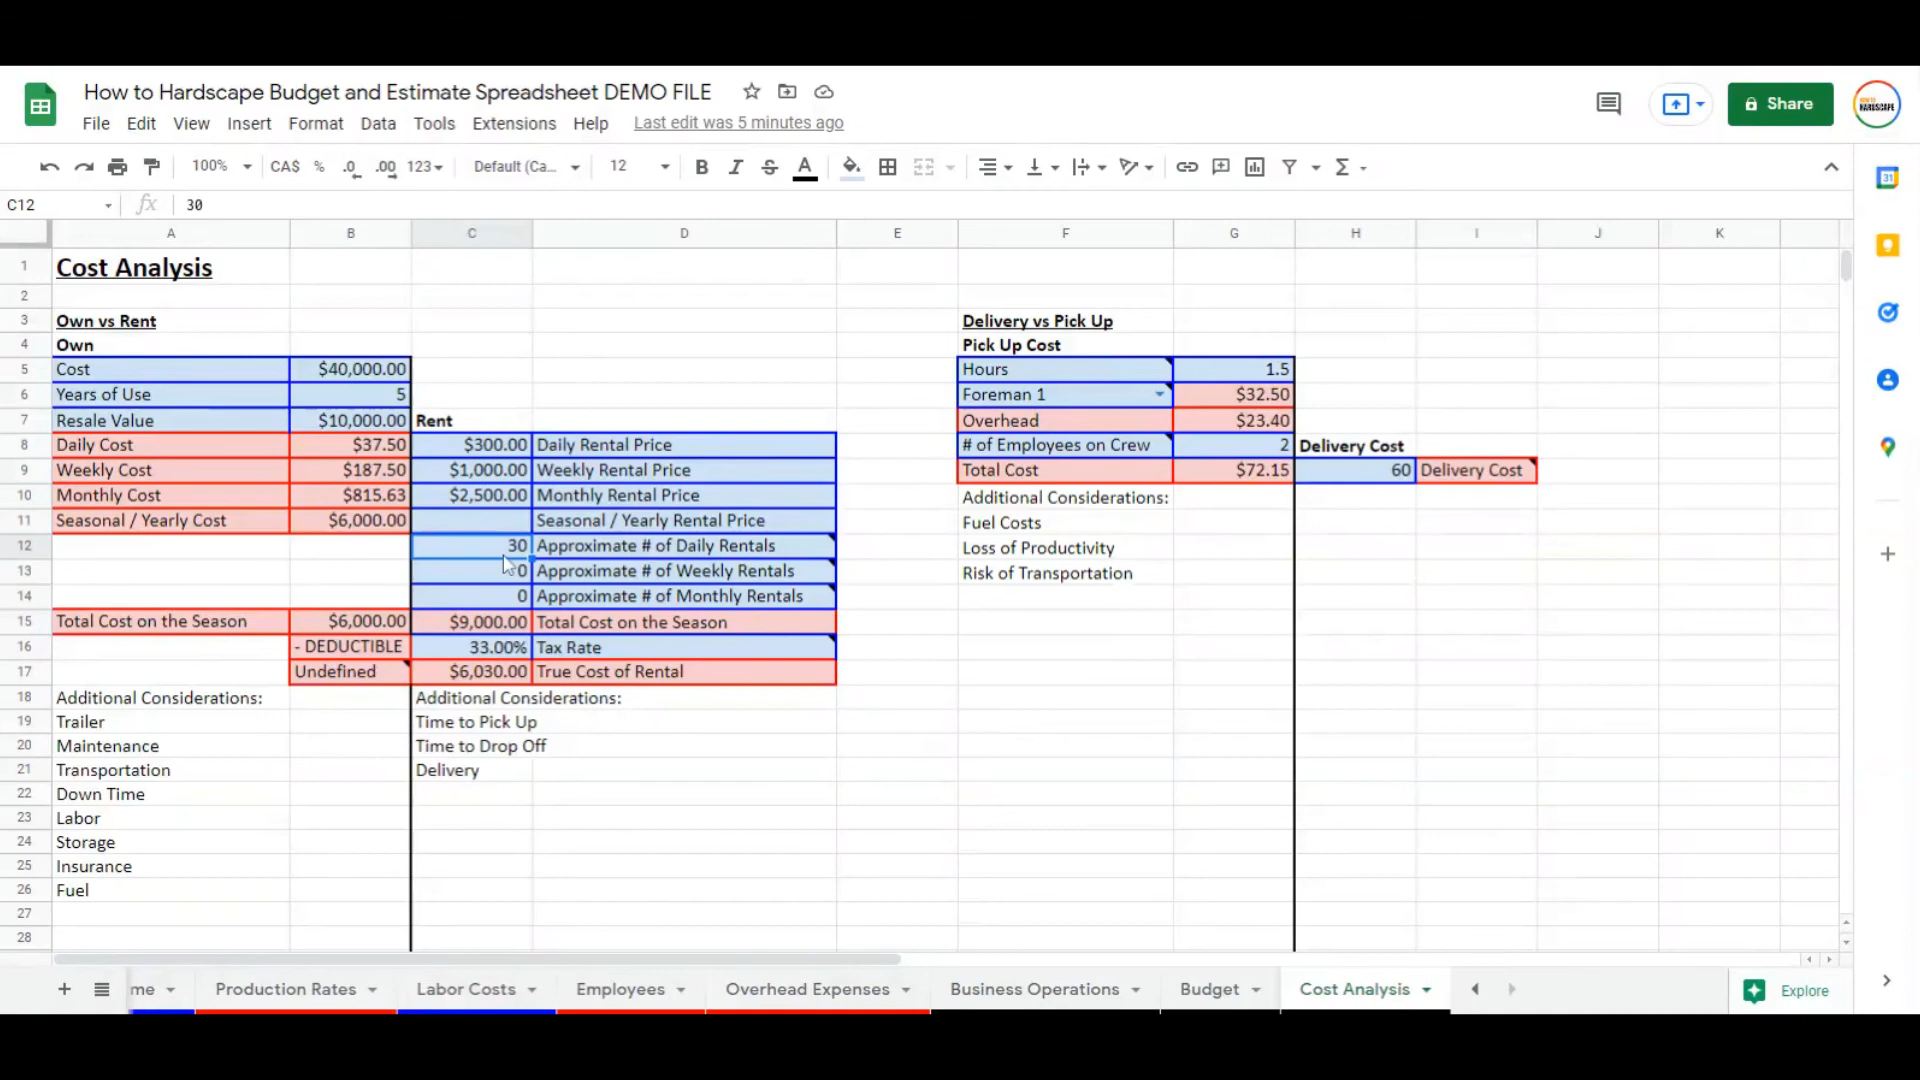 How to Hardscape Budget and Estimate Spreadsheet DEMO FILE
File Edit View Insert Format Data Tools Extensions Help Last edit was 5 minutes ago
Share
HARDSCAPE
100% CA$ % .0 .00 123 Default (Ca... 12 B I S A
31
C12 fx 30
A B C D E F G H I J K
1 Cost Analysis
2
3 Own vs Rent Delivery vs Pick Up
4 Own Pick Up Cost
5 Cost $40,000.00 Hours 1.5
6 Years of Use 5 Foreman 1 $32.50
7 Resale Value $10,000.00 Rent Overhead $23.40
8 Daily Cost $37.50 $300.00 Daily Rental Price # of Employees on Crew 2 Delivery Cost
9 Weekly Cost $187.50 $1,000.00 Weekly Rental Price Total Cost $72.15 60 Delivery Cost
10 Monthly Cost $815.63 $2,500.00 Monthly Rental Price Additional Considerations:
11 Seasonal / Yearly Cost $6,000.00 Seasonal / Yearly Rental Price Fuel Costs
12 30 Approximate # of Daily Rentals Loss of Productivity
13 0 Approximate # of Weekly Rentals Risk of Transportation
14 0 Approximate # of Monthly Rentals
15 Total Cost on the Season $6,000.00 $9,000.00 Total Cost on the Season
16 - DEDUCTIBLE 33.00% Tax Rate
17 Undefined $6,030.00 True Cost of Rental
18 Additional Considerations: Additional Considerations:
19 Trailer Time to Pick Up
20 Maintenance Time to Drop Off
21 Transportation Delivery
22 Down Time
23 Labor
24 Storage
25 Insurance
26 Fuel
27
28
me Production Rates Labor Costs Employees Overhead Expenses Business Operations Budget Cost Analysis Explore